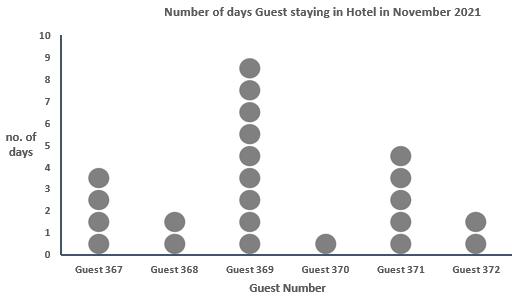 Number of days Guest staying in Hotel in November 2021
10
9
8
7
6
5
4
3
2
1
0
no. of
days
Guest 367 Guest 368 Guest 369 Guest 370 Guest 371 Guest 372
Guest Number